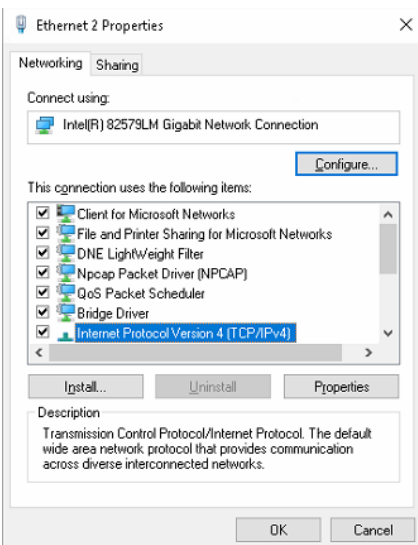 Ethernet 2 Properties
Networking Sharing
Connect using:
Intel(R) 82579LM Gigabit Network Connection
Configure...
This connection uses the following items:
Client for Microsoft Networks
File and Printer Sharing for Microsoft Networks
DNE LightWeight Filter
Npcap Packet Driver (NPCAP)
QoS Packet Scheduler
Bridge Driver
Internet Protocol Version 4 (TCP/IPv4)
Install... Uninstall Properties
Description
Transmission Control Protocol/Internet Protocol. The default
wide area network protocol that provides communication
across diverse interconnected networks.
OK Cancel